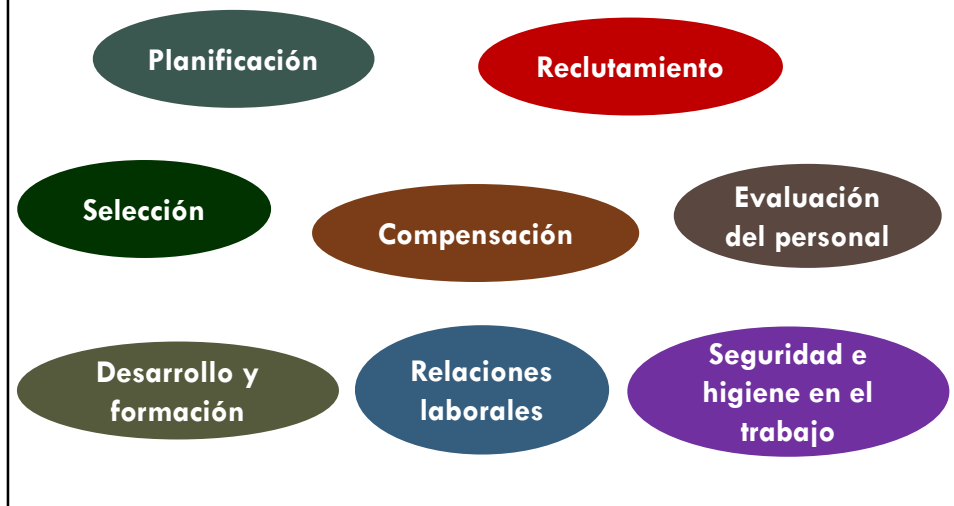 Planificación
Reclutamiento
Selección
Compensación
Evaluación
del personal
Desarrollo y
formación
Relaciones
laborales
Seguridad e
higiene en el
trabajo